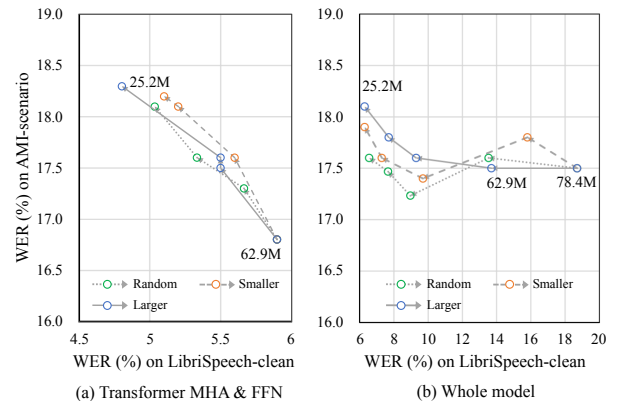 WER (%) on AMI-scenario
19.0
18.5
18.0
17.5
17.0
16.5
16.0
25.2M
62.9M
Random
Smaller
Larger
4.5
5
5.5
6
WER (%) on LibriSpeech-clean
(a) Transformer MHA & FFN
19.0
18.5
18.0
17.5
17.0
16.5
16.0
25.2M
62.9M
78.4M
Random
Smaller
Larger
6
8
10
12
14
16
18
20
WER (%) on LibriSpeech-clean
(b) Whole model